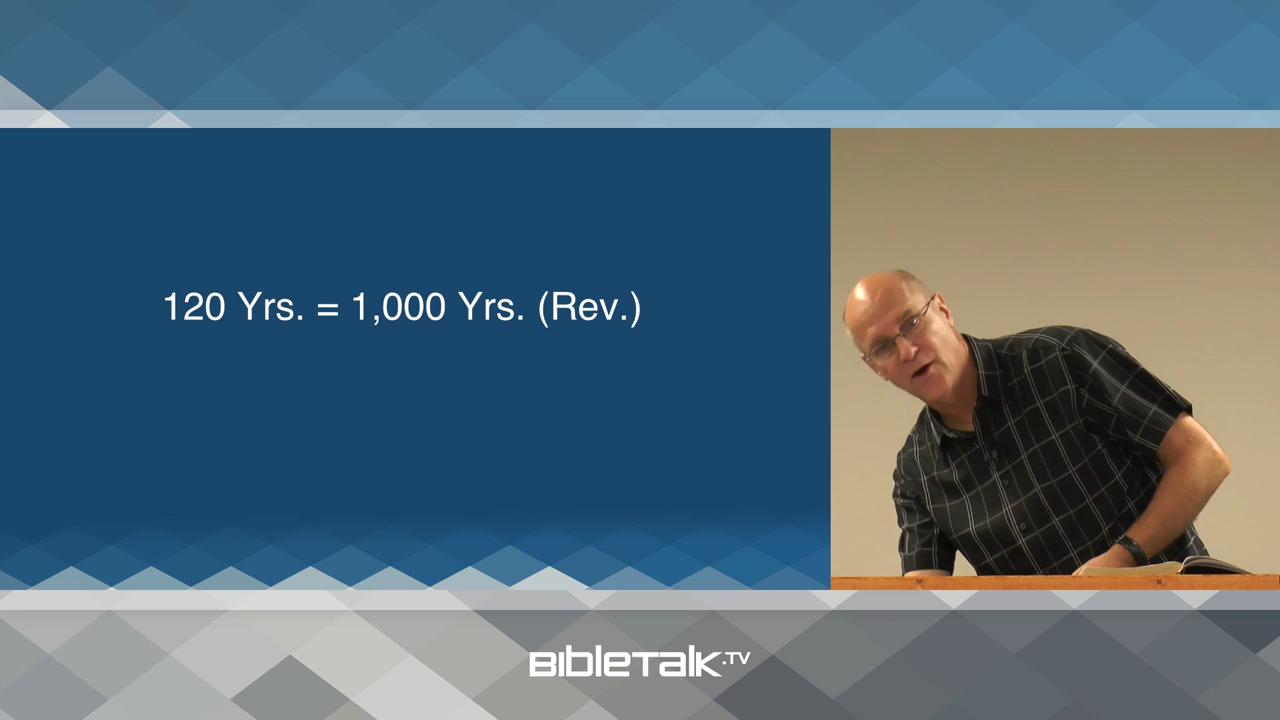 120 Yrs. = 1,000 Yrs. (Rev.)
BIBLETALK.TV